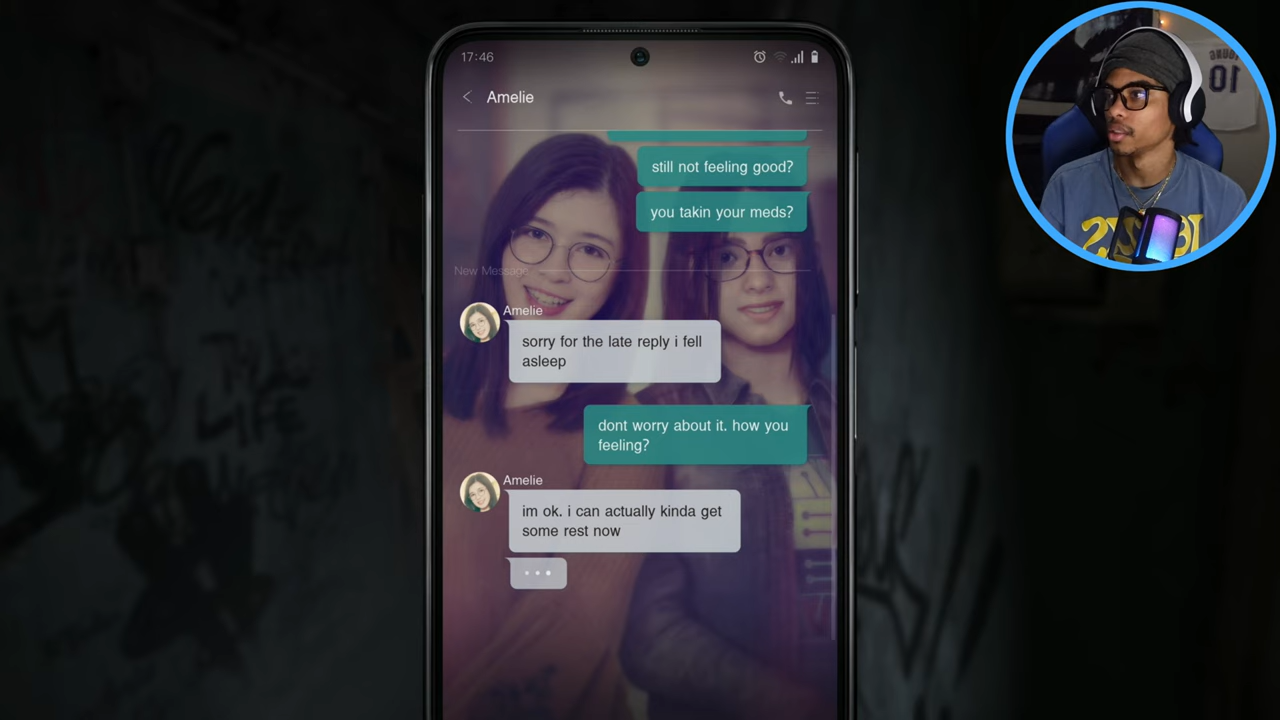 17:46
Amelie
still not feeling good?
you takin your meds?
New Message
Amelie
sorry for the late reply i fell
asleep
dont worry about it. how you
feeling?
Amelie
im ok. i can actually kinda get
some rest now
YOUNG
10